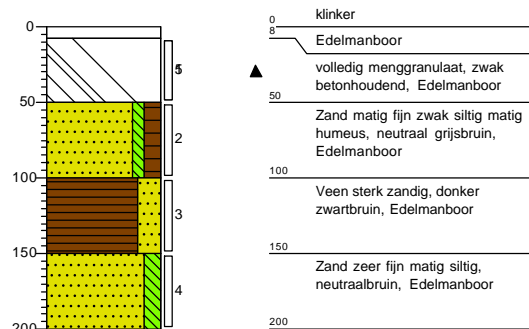 0
50
100
150
200
2
3
4
0
klinker
8
Edelmanboor
volledig menggranulaat, zwak
betonhoudend, Edelmanboor
50
Zand matig fijn zwak siltig matig
humeus, neutraal grijsbruin,
Edelmanboor
100
Veen sterk zandig, donker
zwartbruin, Edelmanboor
150
Zand zeer fijn matig siltig,
neutraalbruin, Edelmanboor
200